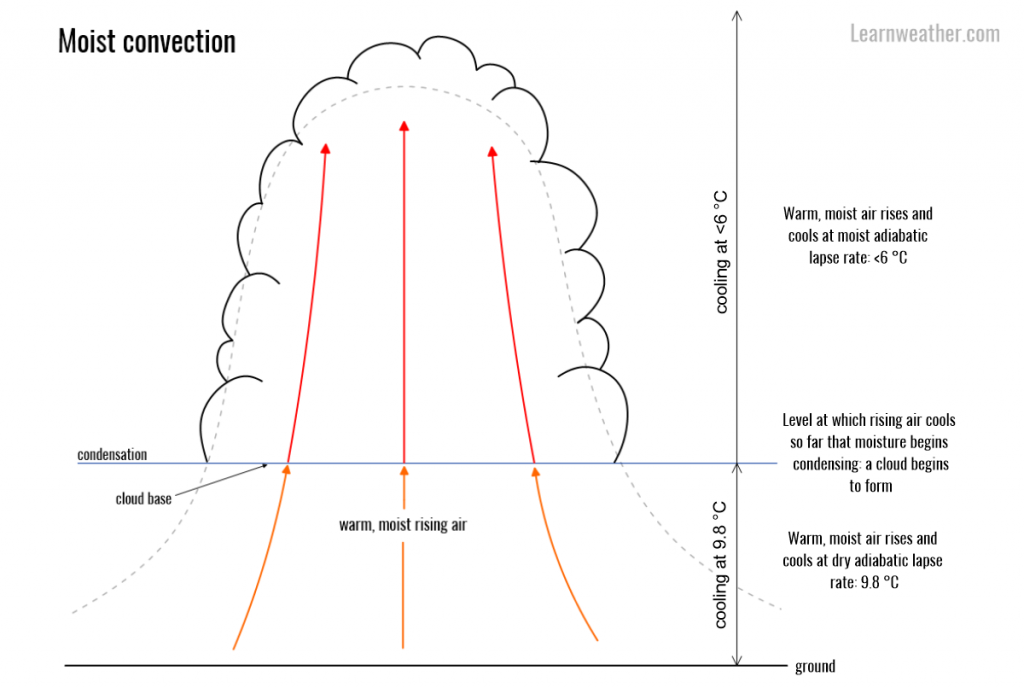 Moist convection
Learnweather.com
cooling at <6 °C
Warm, moist air rises and
cools at moist adiabatic
lapse rate: <6 °C
condensation
cloud base
Level at which rising air cools
so far that moisture begins
condensing: a cloud begins
to form
warm, moist rising air
cooling at 9.8 °C
Warm, moist air rises and
cools at dry adiabatic lapse
rate: 9.8 °C
ground